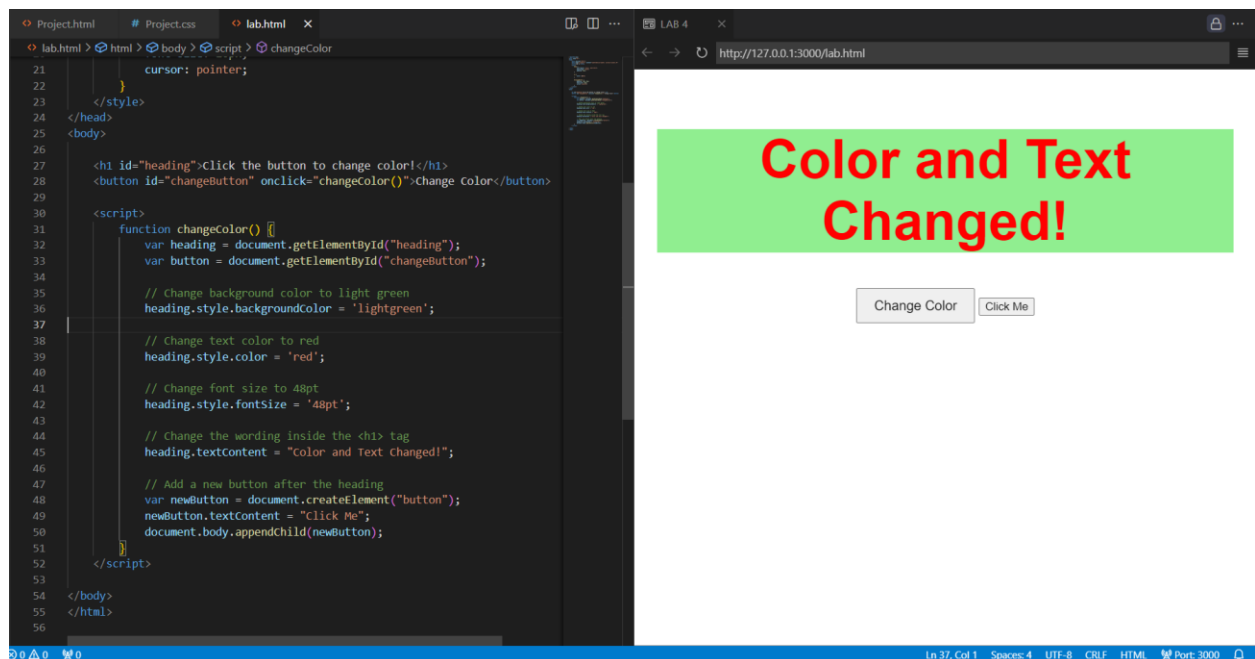 Project.html # Project.css lab.html × ...
lab.html > html > body > script > changeColor
21 cursor: pointer;
22 }
23 </style>
24 </head>
25 <body>
26
27 <h1 id="heading">Click the button to change color!</h1>
28 <button id="changeButton" onclick="changeColor()">Change Color</button>
29
30 <script>
31 function changeColor() {
32 var heading = document.getElementById("heading");
33 var button = document.getElementById("changeButton");
34
35 // Change background color to light green
36 heading.style.backgroundColor = 'lightgreen';
37
38 // Change text color to red
39 heading.style.color = 'red';
40
41 // Change font size to 48pt
42 heading.style.fontSize = '48pt';
43
44 // Change the wording inside the <h1> tag
45 heading.textContent = "Color and Text Changed!";
46
47 // Add a new button after the heading
48 var newButton = document.createElement("button");
49 newButton.textContent = "Click Me";
50 document.body.appendChild(newButton);
51 }
52 </script>
53
54 </body>
55 </html>
56
LAB 4 × ...
http://127.0.0.1:3000/lab.html
Color and Text
Changed!
Change Color Click Me
0 0 0 Ln 37, Col 1 Spaces: 4 UTF-8 CRLF HTML Port: 3000